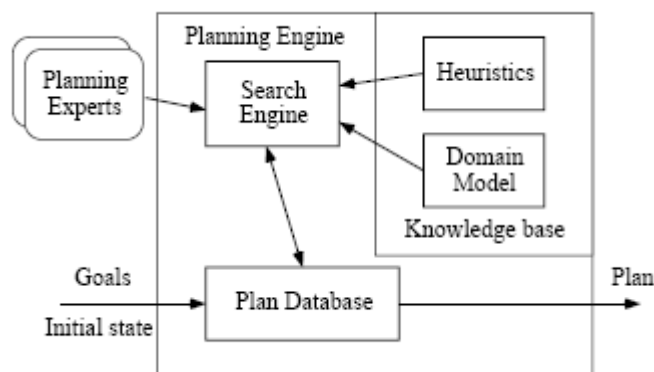 Planning Engine
Planning
Experts
Search
Engine
Heuristics
Domain
Model
Knowledge base
Goals
Initial state
Plan Database
Plan